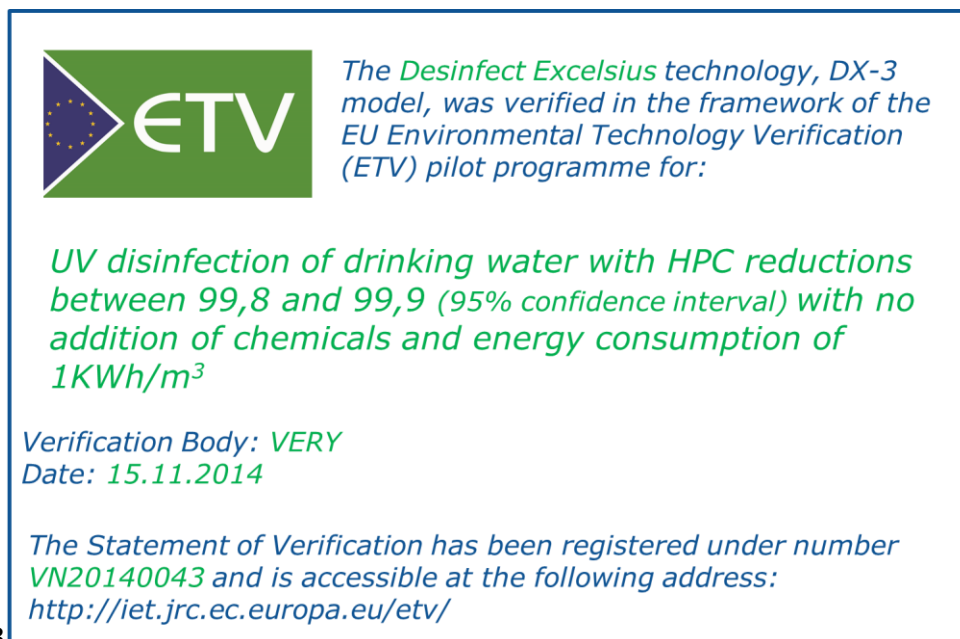 ETV
The Desinfect Excelsius technology, DX-3
model, was verified in the framework of the
EU Environmental Technology Verification
(ETV) pilot programme for:
UV disinfection of drinking water with HPC reductions
between 99,8 and 99,9 (95% confidence interval) with no
addition of chemicals and energy consumption of
1KWh/m³
Verification Body: VERY
Date: 15.11.2014
The Statement of Verification has been registered under number
VN20140043 and is accessible at the following address:
http://iet.jrc.ec.europa.eu/etv/